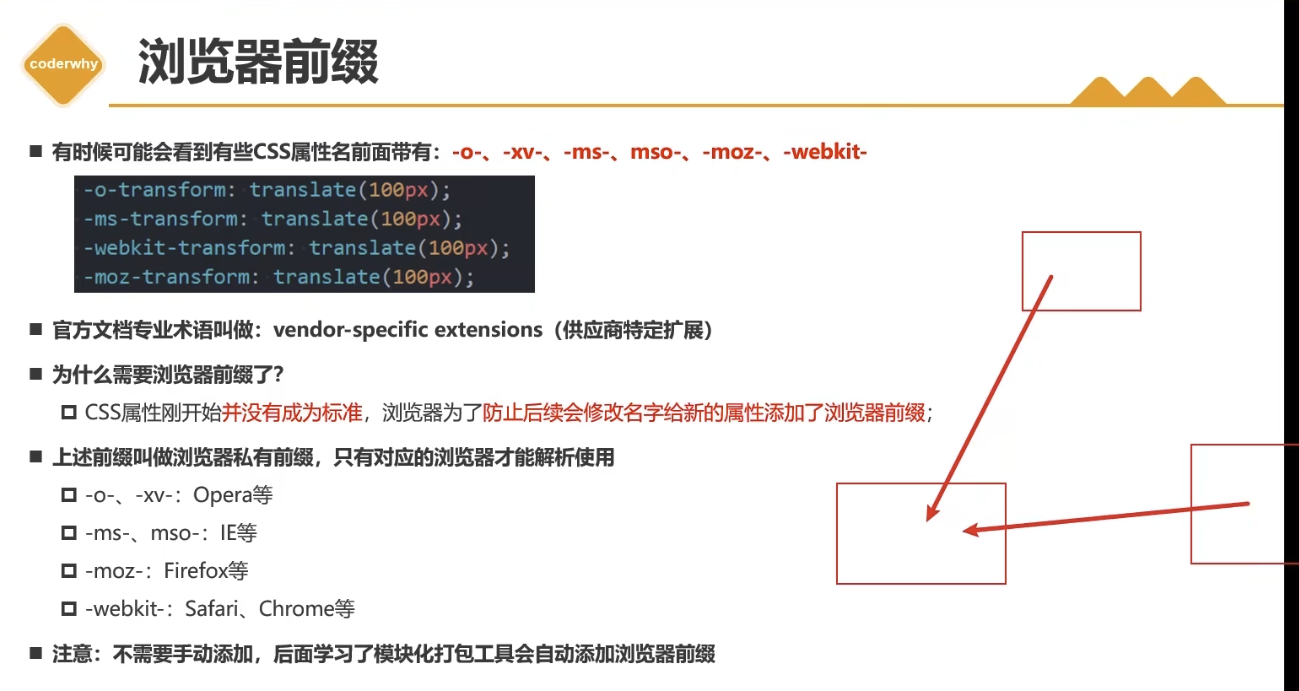 coderwhy
浏览器前缀
有时候可能会看到有些CSS属性名前面带有：-o-、-xv-、-ms-、mso-、-moz-、-webkit-
-o-transform: translate(100px);
-ms-transform: translate(100px);
-webkit-transform: translate(100px);
-moz-transform: translate(100px);
官方文档专业术语叫做：vendor-specific extensions（供应商特定扩展）
为什么需要浏览器前缀了？
CSS属性刚开始并没有成为标准，浏览器为了防止后续会修改名字给新的属性添加了浏览器前缀；
上述前缀叫做浏览器私有前缀，只有对应的浏览器才能解析使用
-o-、-xv-：Opera等
-ms-、mso-：IE等
-moz-：Firefox等
-webkit-：Safari、Chrome等
注意：不需要手动添加，后面学习了模块化打包工具会自动添加浏览器前缀